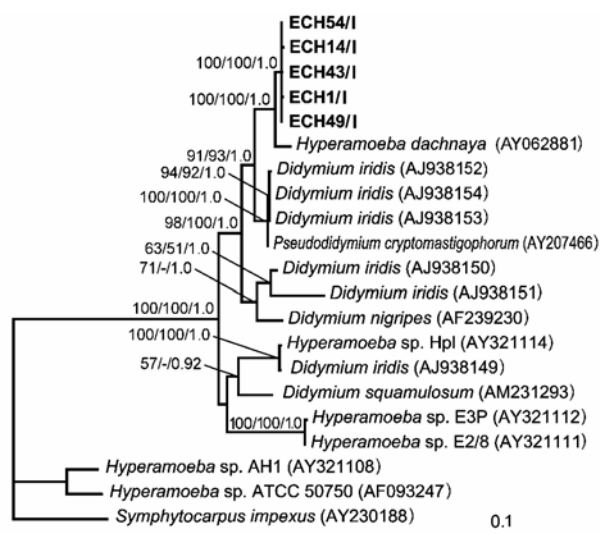 ECH54/I
ECH14/I
100/100/1.0
ECH43/I
100/100/1.0
ECH1/I
ECH49/I
Hyperamoeba dachnaya (AY062881)
91/93/1.0
94/92/1.0
Didymium iridis (AJ938152)
100/100/1.0
Didymium iridis (AJ938154)
98/100/1.0
Didymium iridis (AJ938153)
Pseudodidymium cryptomastigophorum (AY207466)
63/51/1.0
71/-/1.0
Didymium iridis (AJ938150)
Didymium iridis (AJ938151)
100/100/1.0
Didymium nigripes (AF239230)
100/100/1.0
Hyperamoeba sp. Hpl (AY321114)
57/-/0.92
Didymium iridis (AJ938149)
Didymium squamulosum (AM231293)
100/100/1.0
Hyperamoeba sp. E3P (AY321112)
Hyperamoeba sp. E2/8 (AY321111)
Hyperamoeba sp. AH1 (AY321108)
Hyperamoeba sp. ATCC 50750 (AF093247)
Symphytocarpus impexus (AY230188)
0.1